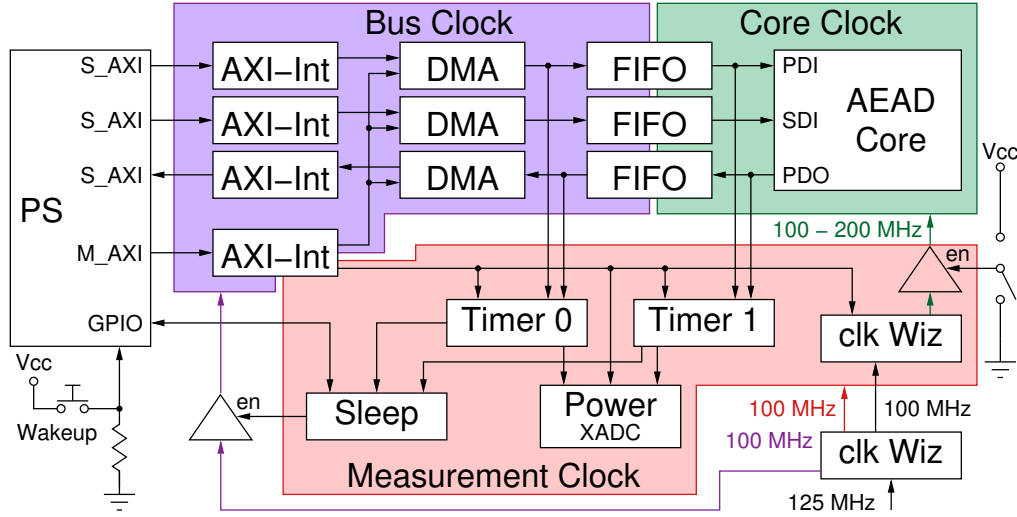 Bus Clock
Core Clock
S_AXI
AXI−Int
DMA
FIFO
PDI
AEAD
Core
S_AXI
AXI−Int
DMA
FIFO
SDI
S_AXI
AXI−Int
DMA
FIFO
PDO
Vcc
PS
M_AXI
AXI−Int
100 − 200 MHz
en
GPIO
Timer 0
Timer 1
clk Wiz
Vcc
Wakeup
en
Sleep
Power
XADC
100 MHz
100 MHz
100 MHz
Measurement Clock
clk Wiz
125 MHz